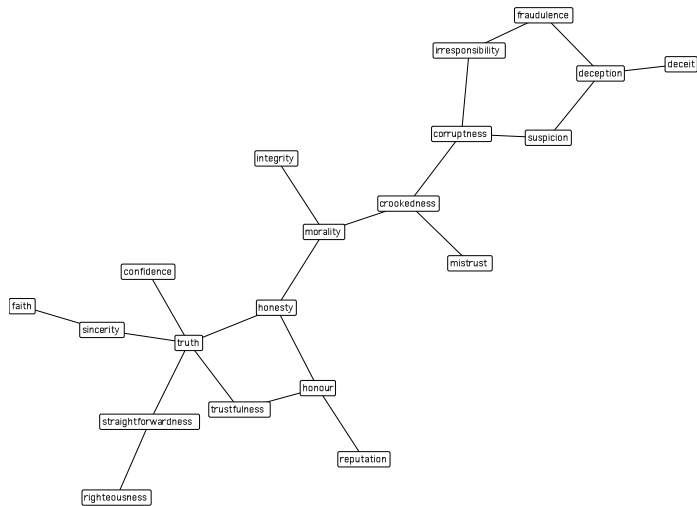 fraudulence
irresponsibility
deceit
deception
corruptness
suspicion
integrity
crookedness
morality
mistrust
confidence
faith
honesty
sincerity
truth
honour
trustfulness
straightforwardness
reputation
righteousness